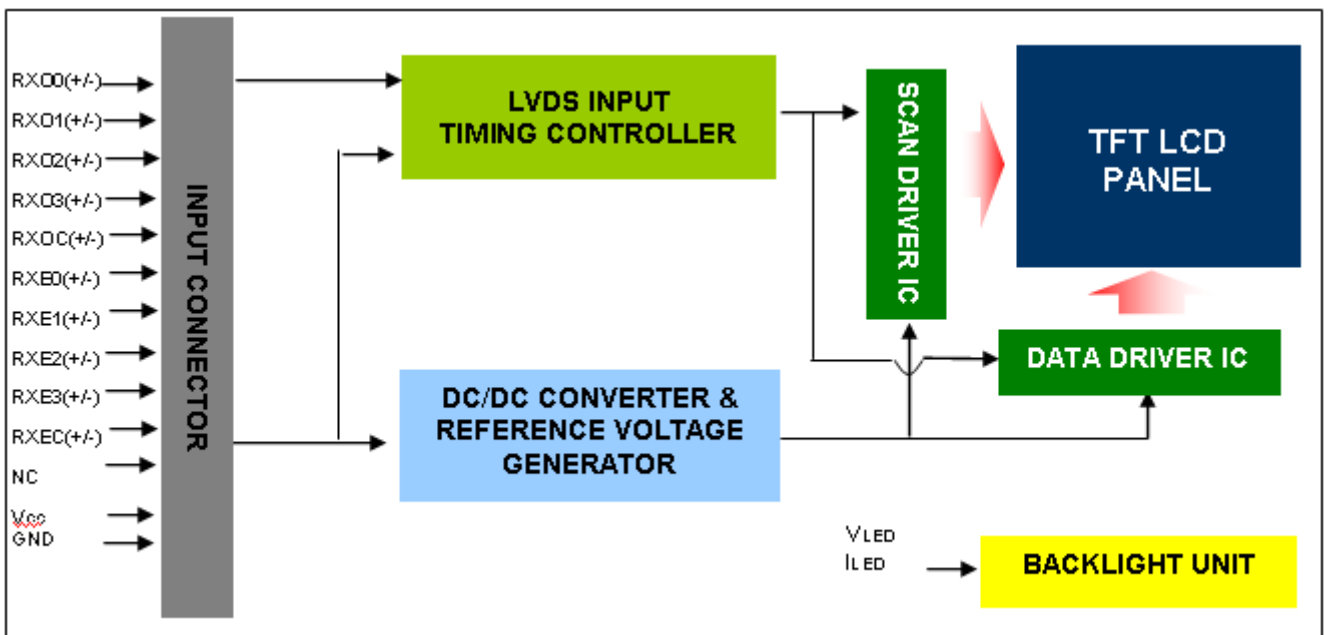 RXO0(+/-)
RXO1(+/-)
RXO2(+/-)
RXO3(+/-)
RXOC(+/-)
RXE0(+/-)
RXE1(+/-)
RXE2(+/-)
RXE3(+/-)
RXEC(+/-)
NC
Vcc
GND
INPUT CONNECTOR
LVDS INPUT
TIMING CONTROLLER
DC/DC CONVERTER &
REFERENCE VOLTAGE
GENERATOR
SCAN DRIVER IC
TFT LCD
PANEL
DATA DRIVER IC
VLED
ILED
BACKLIGHT UNIT